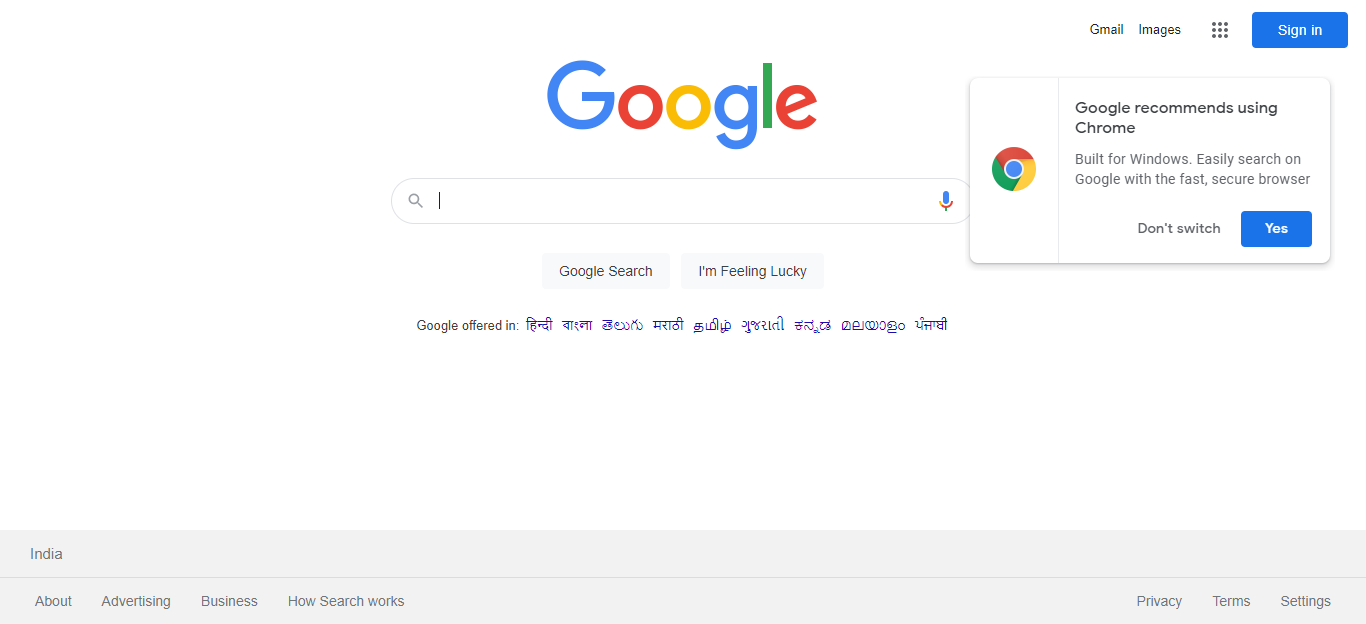 Gmail Images Sign in
Google
Google recommends using
Chrome
Built for Windows. Easily search on
Google with the fast, secure browser
Don't switch Yes
Google Search I'm Feeling Lucky
Google offered in: हिन्दी বাংলা తెలుగు मराठी தமிழ் ગુજરાતી ಕನ್ನಡ മലയാളം ਪੰਜਾਬੀ
India
About Advertising Business How Search works Privacy Terms Settings